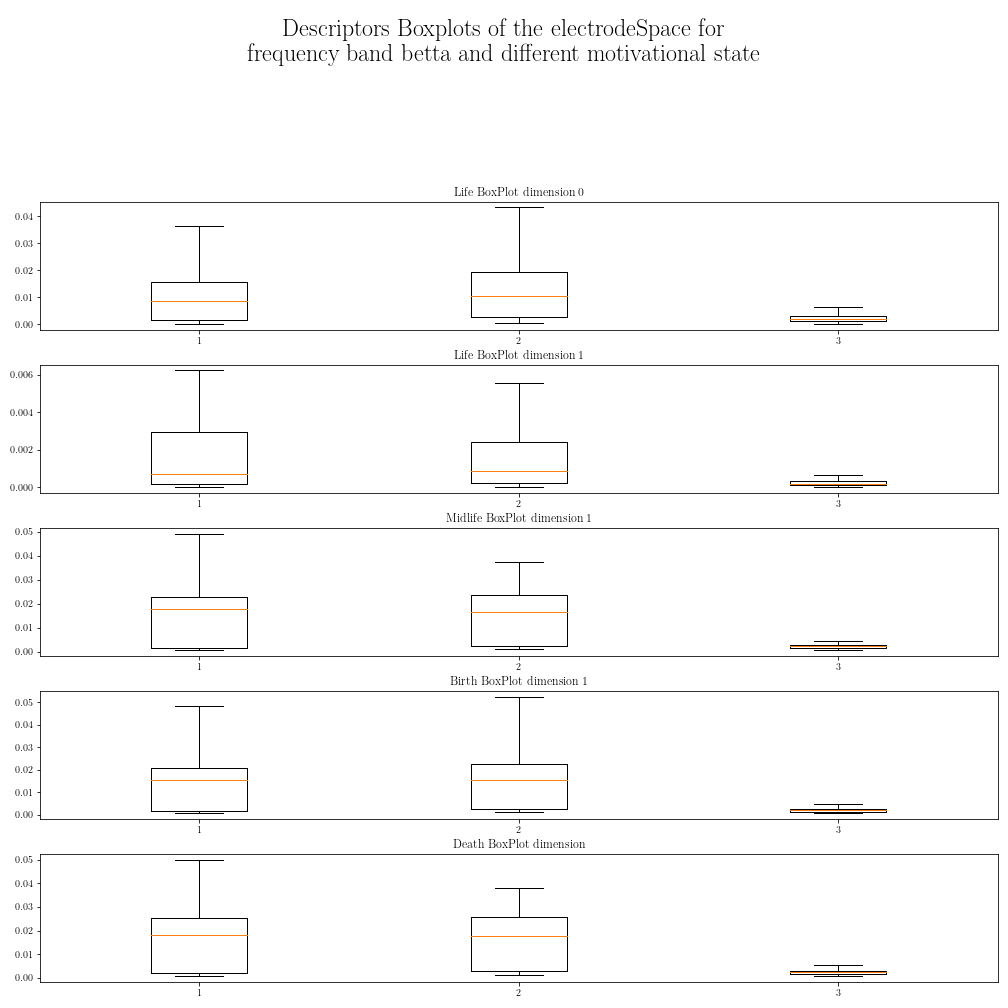 Descriptors Boxplots of the electrodeSpace for
frequency band betta and different motivational state
Life BoxPlot dimension 0
0.04
0.03
0.02
0.01
0.00
1 2 3
Life BoxPlot dimension 1
0.006
0.004
0.002
0.000
1 2 3
Midlife BoxPlot dimension 1
0.05
0.04
0.03
0.02
0.01
0.00
1 2 3
Birth BoxPlot dimension 1
0.05
0.04
0.03
0.02
0.01
0.00
1 2 3
Death BoxPlot dimension
0.05
0.04
0.03
0.02
0.01
0.00
1 2 3